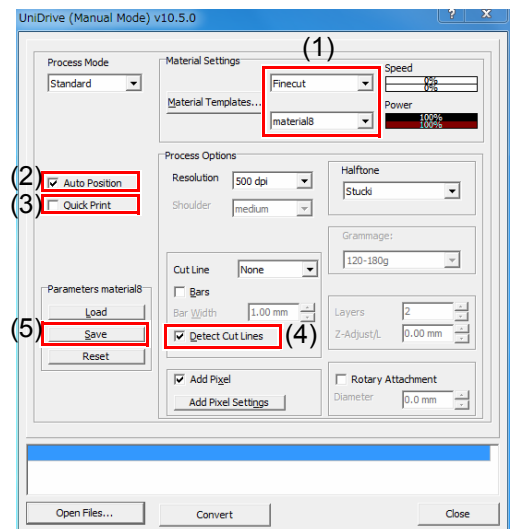 UniDrive (Manual Mode) v10.5.0
? X
(1)
Process Mode
Standard
Material Settings
Finecut
Material Templates...
material8
Speed
0%
0%
Power
100%
100%
(2)
Auto Position
(3)
Quick Print
Process Options
Resolution
500 dpi
Shoulder
medium
Halftone
Stucki
Grammage:
120-180g
Cut Line
None
Bars
Bar Width
1.00 mm
Detect Cut Lines
(4)
Layers
2
Z-Adjust/L
0.00 mm
Parameters material8
Load
(5)
Save
Reset
Add Pixel
Add Pixel Settings
Rotary Attachment
Diameter
0.0 mm
Open Files...
Convert
Close